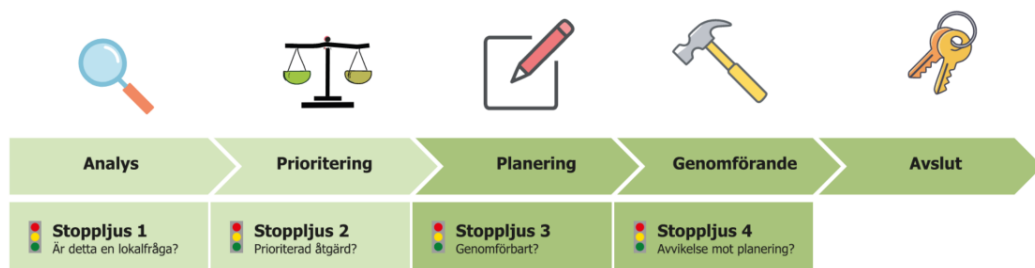 Analys
Prioritering
Planering
Genomförande
Avslut
Stoppljus 1
Är detta en lokalfråga?
Stoppljus 2
Prioriterad åtgärd?
Stoppljus 3
Genomförbart?
Stoppljus 4
Avvikelse mot planering?